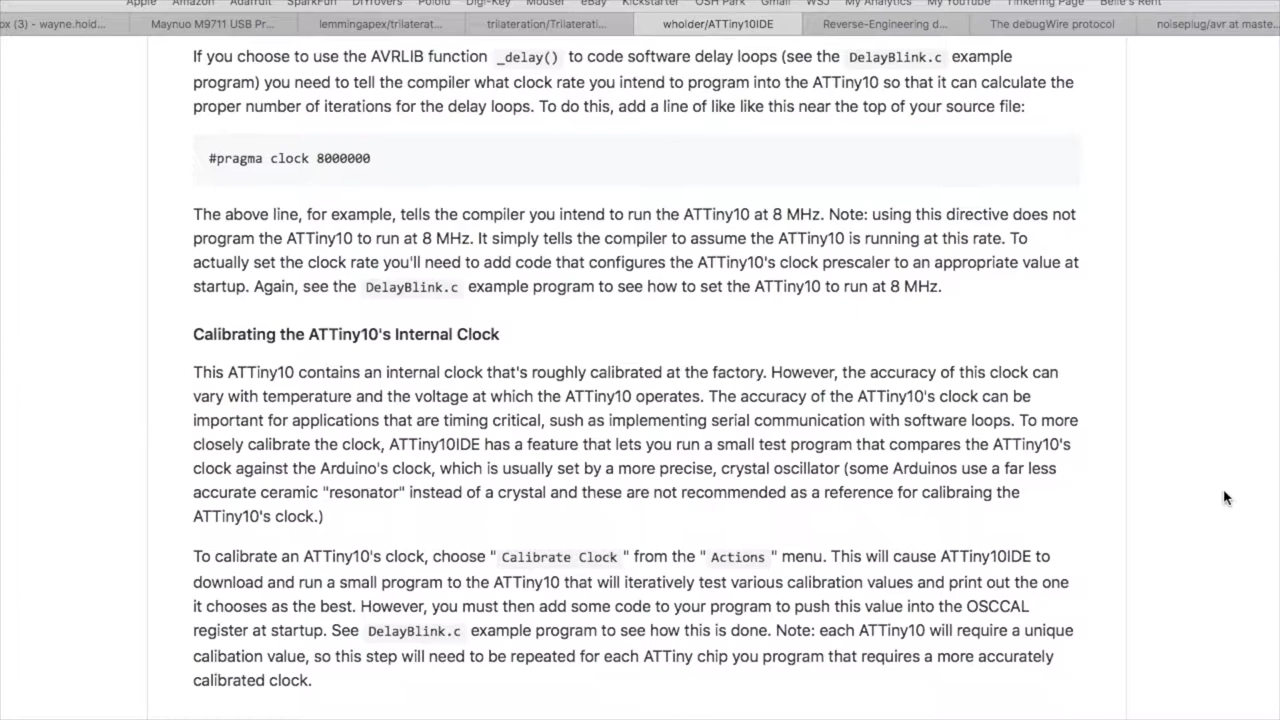 Apple Amazon Adafruit SparkFun DIYDrones Pololu Digi-Key Mouser eBay Kickstarter OSH Park Gmail WSJ My Analytics My YouTube Tinkering Page Belle's Rent
ox (3) - wayne.hold... Maynuo M9711 USB Pr... lemmingapex/trilaterat... trilateration/Trilaterati... wholder/ATTiny10IDE Reverse-Engineering d... The debugWire protocol noiseplug/avr at maste...
If you choose to use the AVRLIB function _delay() to code software delay loops (see the DelayBlink.c example
program) you need to tell the compiler what clock rate you intend to program into the ATTiny10 so that it can calculate the
proper number of iterations for the delay loops. To do this, add a line of like like this near the top of your source file:
#pragma clock 8000000
The above line, for example, tells the compiler you intend to run the ATTiny10 at 8 MHz. Note: using this directive does not
program the ATTiny10 to run at 8 MHz. It simply tells the compiler to assume the ATTiny10 is running at this rate. To
actually set the clock rate you'll need to add code that configures the ATTiny10's clock prescaler to an appropriate value at
startup. Again, see the DelayBlink.c example program to see how to set the ATTiny10 to run at 8 MHz.
Calibrating the ATTiny10's Internal Clock
This ATTiny10 contains an internal clock that's roughly calibrated at the factory. However, the accuracy of this clock can
vary with temperature and the voltage at which the ATTiny10 operates. The accuracy of the ATTiny10's clock can be
important for applications that are timing critical, sush as implementing serial communication with software loops. To more
closely calibrate the clock, ATTiny10IDE has a feature that lets you run a small test program that compares the ATTiny10's
clock against the Arduino's clock, which is usually set by a more precise, crystal oscillator (some Arduinos use a far less
accurate ceramic "resonator" instead of a crystal and these are not recommended as a reference for calibraing the
ATTiny10's clock.)
To calibrate an ATTiny10's clock, choose " Calibrate Clock " from the " Actions " menu. This will cause ATTiny10IDE to
download and run a small program to the ATTiny10 that will iteratively test various calibration values and print out the one
it chooses as the best. However, you must then add some code to your program to push this value into the OSCCAL
register at startup. See DelayBlink.c example program to see how this is done. Note: each ATTiny10 will require a unique
calibation value, so this step will need to be repeated for each ATTiny chip you program that requires a more accurately
calibrated clock.